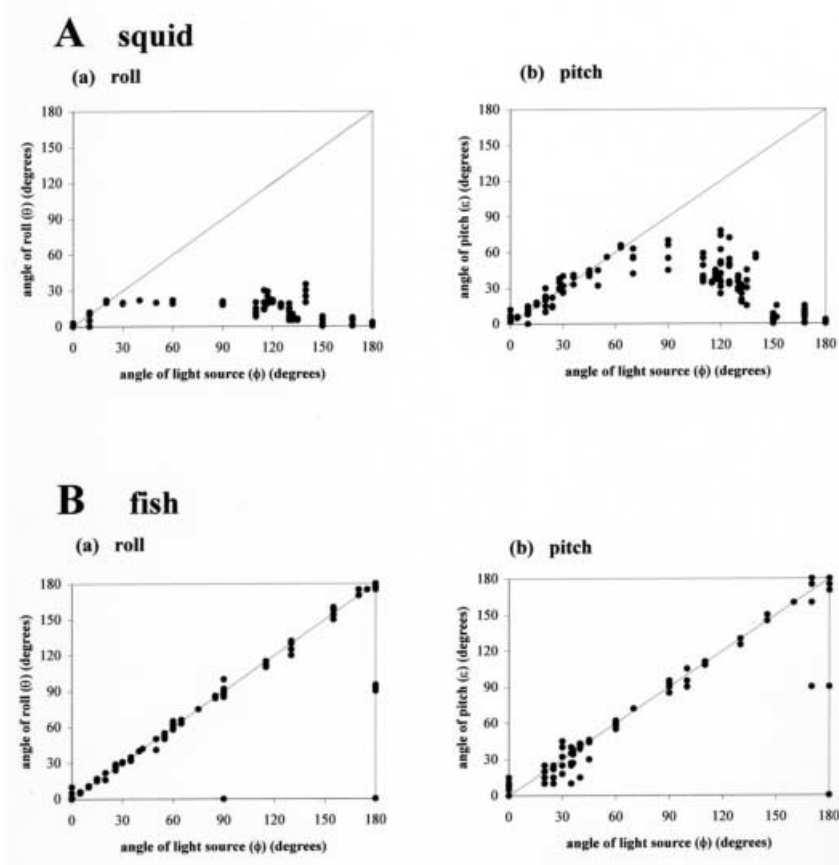 A squid
(a) roll
(b) pitch
180
150
120
90
60
30
0
angle of roll (θ) (degrees)
0 30 60 90 120 150 180
angle of light source (ϕ) (degrees)
180
150
120
90
60
30
0
angle of pitch (ε) (degrees)
0 30 60 90 120 150 180
angle of light source (ϕ) (degrees)
B fish
(a) roll
(b) pitch
180
150
120
90
60
30
0
angle of roll (θ) (degrees)
0 30 60 90 120 150 180
angle of light source (ϕ) (degrees)
180
150
120
90
60
30
0
angle of pitch (ε) (degrees)
0 30 60 90 120 150 180
angle of light source (ϕ) (degrees)